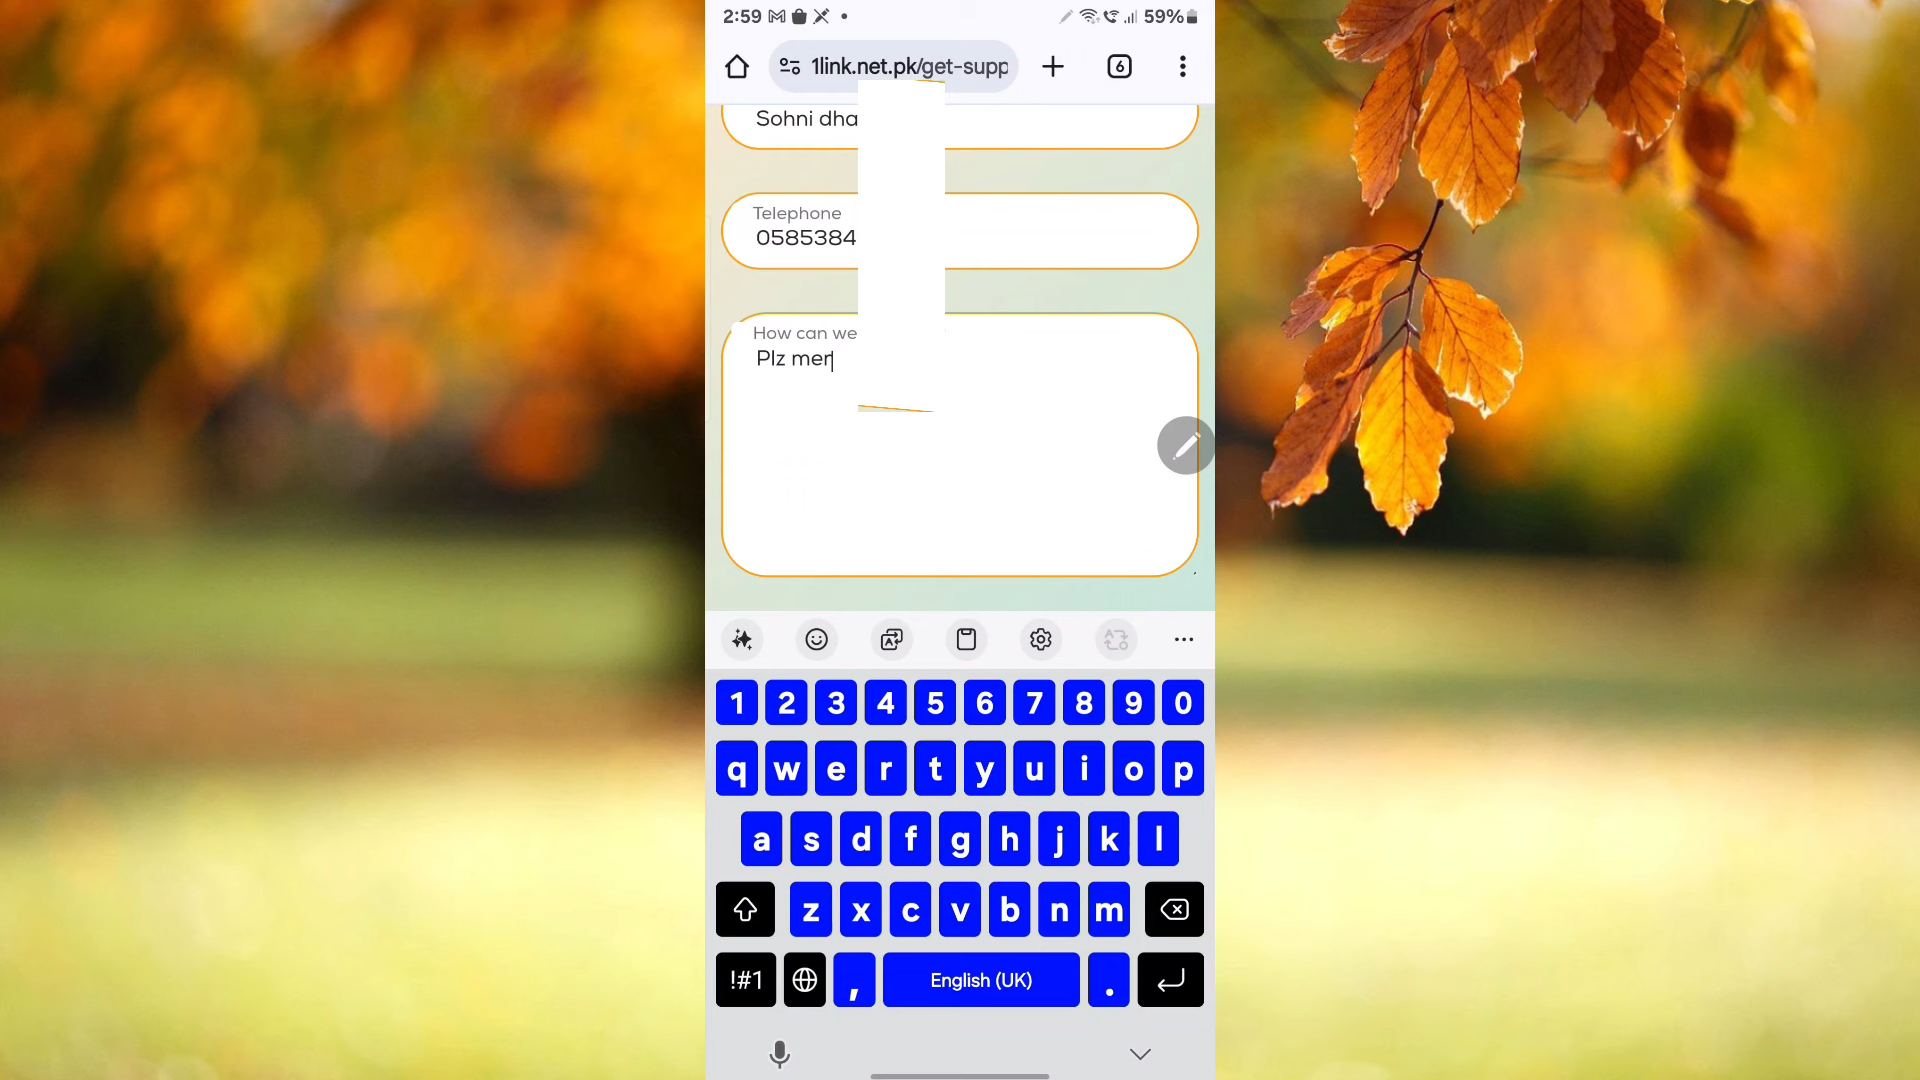 2:59 59%
1link.net.pk/get-supp 6
Sohni dha
Telephone
0585384
How can we
Plz mer
1 2 3 4 5 6 7 8 9 0
q w e r t y u i o p
a s d f g h j k l
z x c v b n m
!#1 , English (UK) .